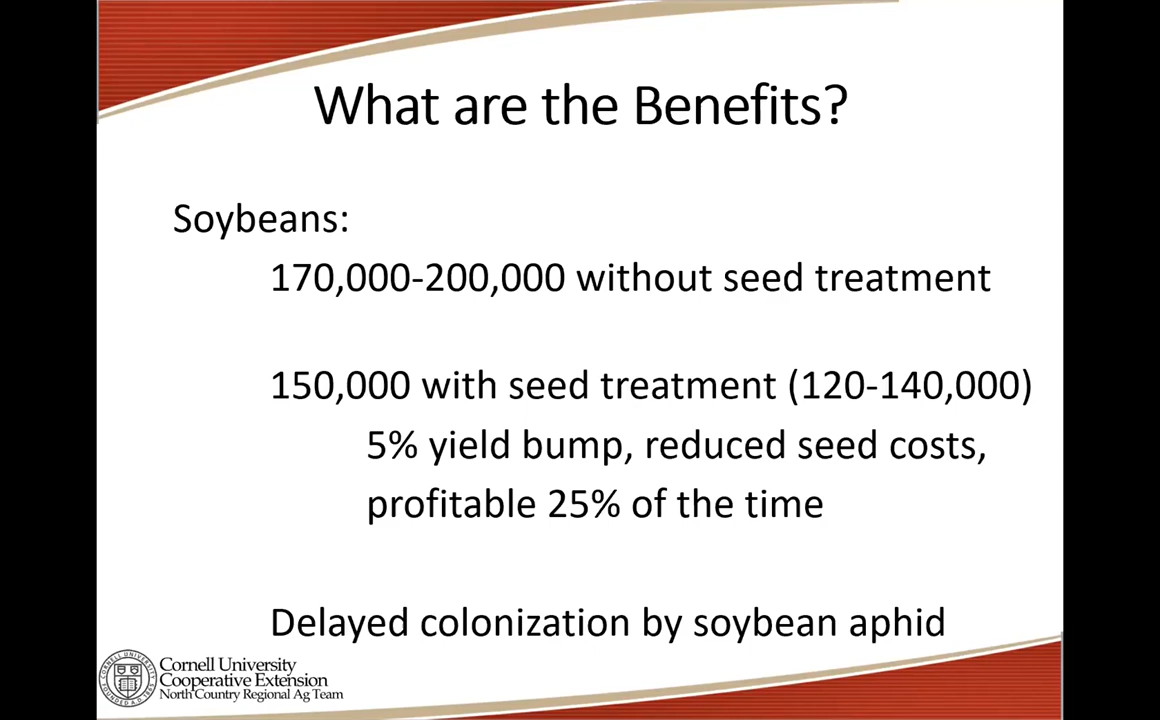 What are the Benefits?
Soybeans:
170,000-200,000 without seed treatment
150,000 with seed treatment (120-140,000)
5% yield bump, reduced seed costs,
profitable 25% of the time
Delayed colonization by soybean aphid
Cornell University
Cooperative Extension
North Country Regional Ag Team